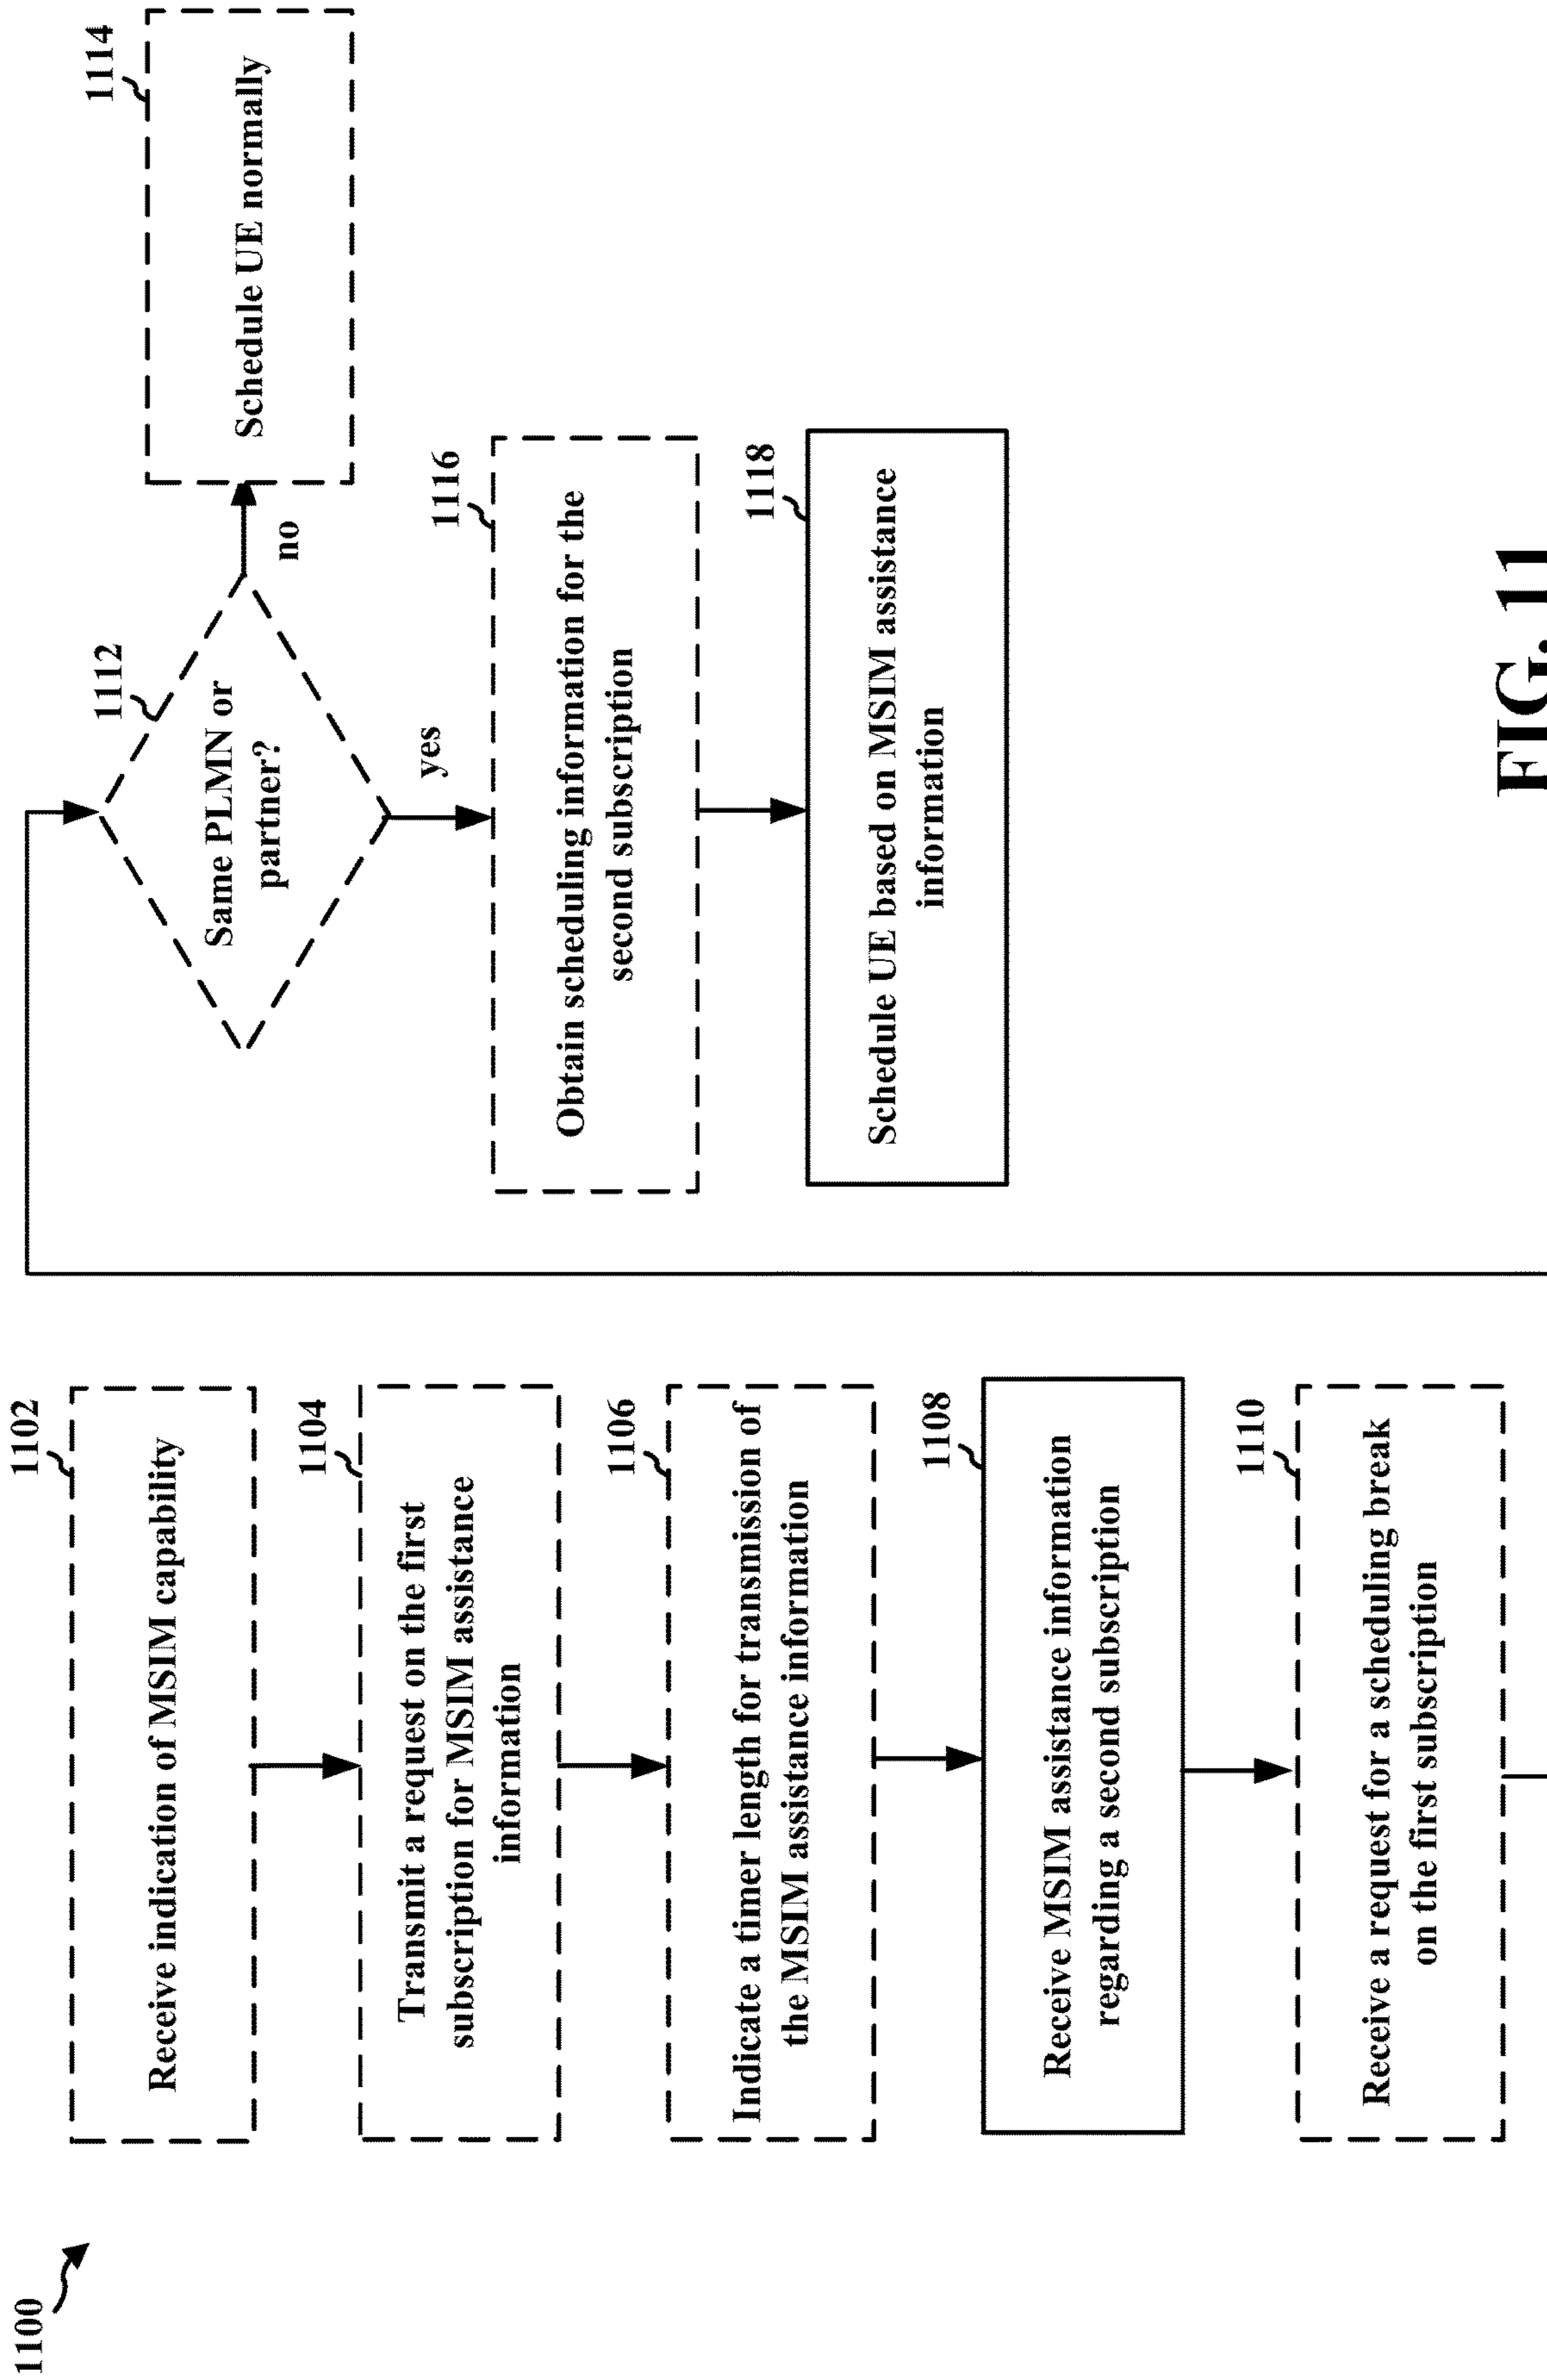 1100
1102
Receive indication of MSIM capability
1104
Transmit a request on the first
subscription for MSIM assistance
information
1106
Indicate a timer length for transmission of
the MSIM assistance information
1108
Receive MSIM assistance information
regarding a second subscription
1110
Receive a request for a scheduling break
on the first subscription
1112
Same PLMN or
partner?
no
yes
1114
Schedule UE normally
1116
Obtain scheduling information for the
second subscription
1118
Schedule UE based on MSIM assistance
information
FIG. 11